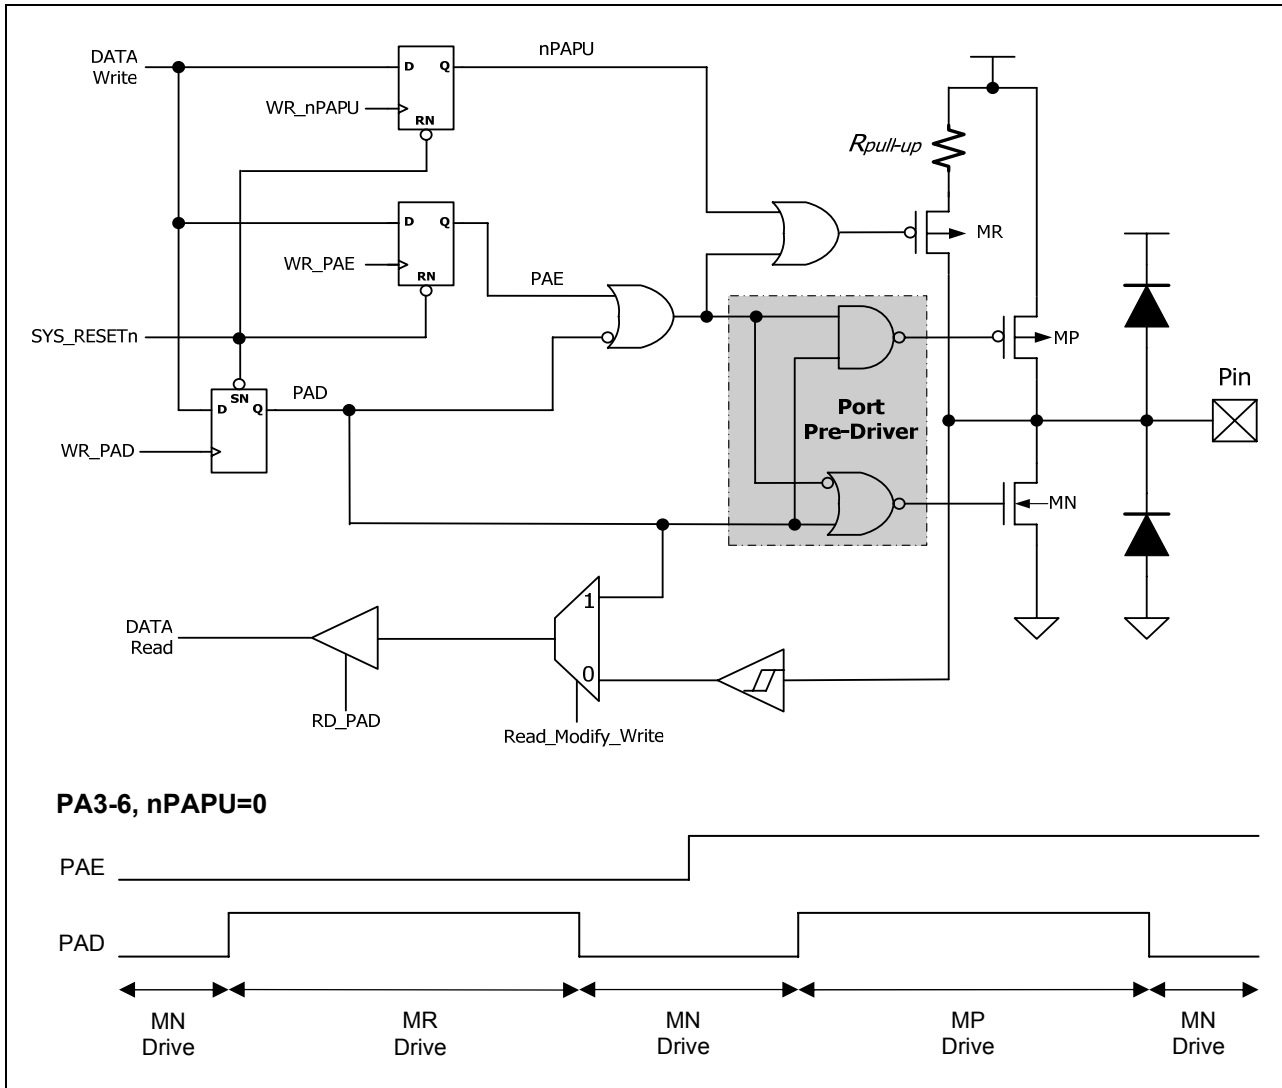 DATA
Write
nPAPU
D
Q
WR_nPAPU
RN
Rpull-up
D
Q
MR
WR_PAE
RN
PAE
SYS_RESETn
MP
PAD
SN
D
Q
Pin
Port
Pre-Driver
WR_PAD
MN
1
DATA
Read
0
RD_PAD
Read_Modify_Write
PA3-6, nPAPU=0
PAE
PAD
MN
Drive
MR
Drive
MN
Drive
MP
Drive
MN
Drive